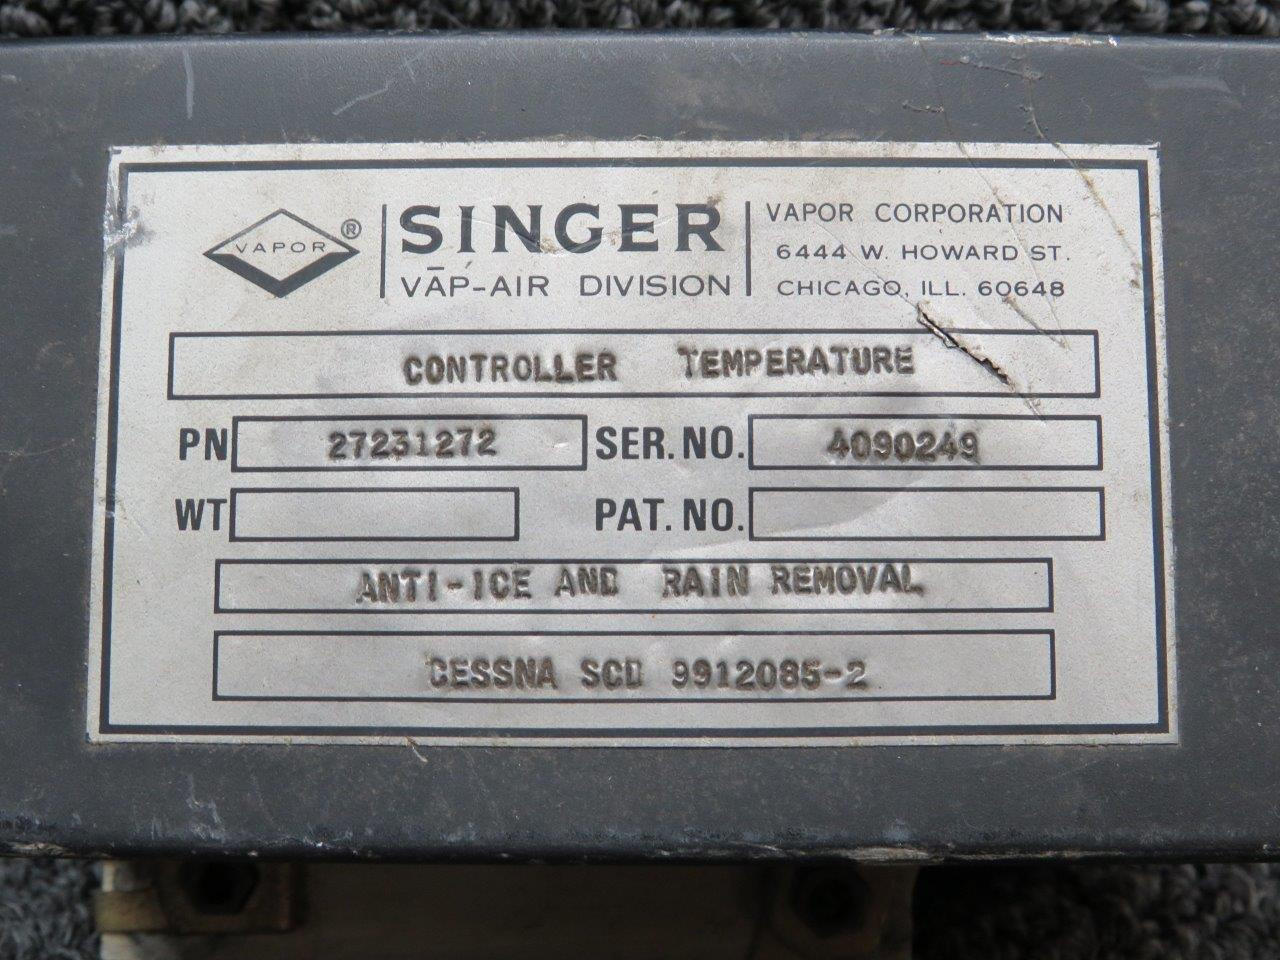 VAPOR ®
SINGER
VĀP-AIR DIVISION
VAPOR CORPORATION
6444 W. HOWARD ST.
CHICAGO, ILL. 60648
CONTROLLER TEMPERATURE
PN 27231272 SER. NO. 4090249
WT PAT. NO.
ANTI-ICE AND RAIN REMOVAL
CESSNA SCD 9912085-2